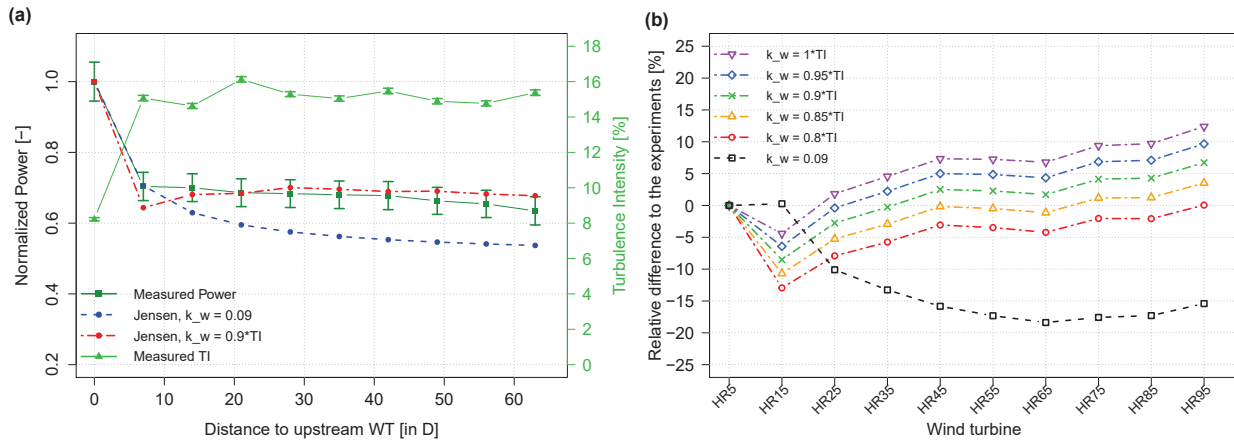 (a)
Normalized Power [-]
1.0
0.8
0.6
0.4
0.2
Measured Power
Jensen, k_w = 0.09
Jensen, k_w = 0.9*TI
Measured TI
0 10 20 30 40 50 60
Distance to upstream WT [in D]
18
16
14
12
10
8
6
4
2
0
Turbulence Intensity [%]
(b)
Relative difference to the experiments [%]
25
20
15
10
5
0
−5
−10
−15
−20
−25
k_w = 1*TI
k_w = 0.95*TI
k_w = 0.9*TI
k_w = 0.85*TI
k_w = 0.8*TI
k_w = 0.09
HR5 HR15 HR25 HR35 HR45 HR55 HR65 HR75 HR85 HR95
Wind turbine